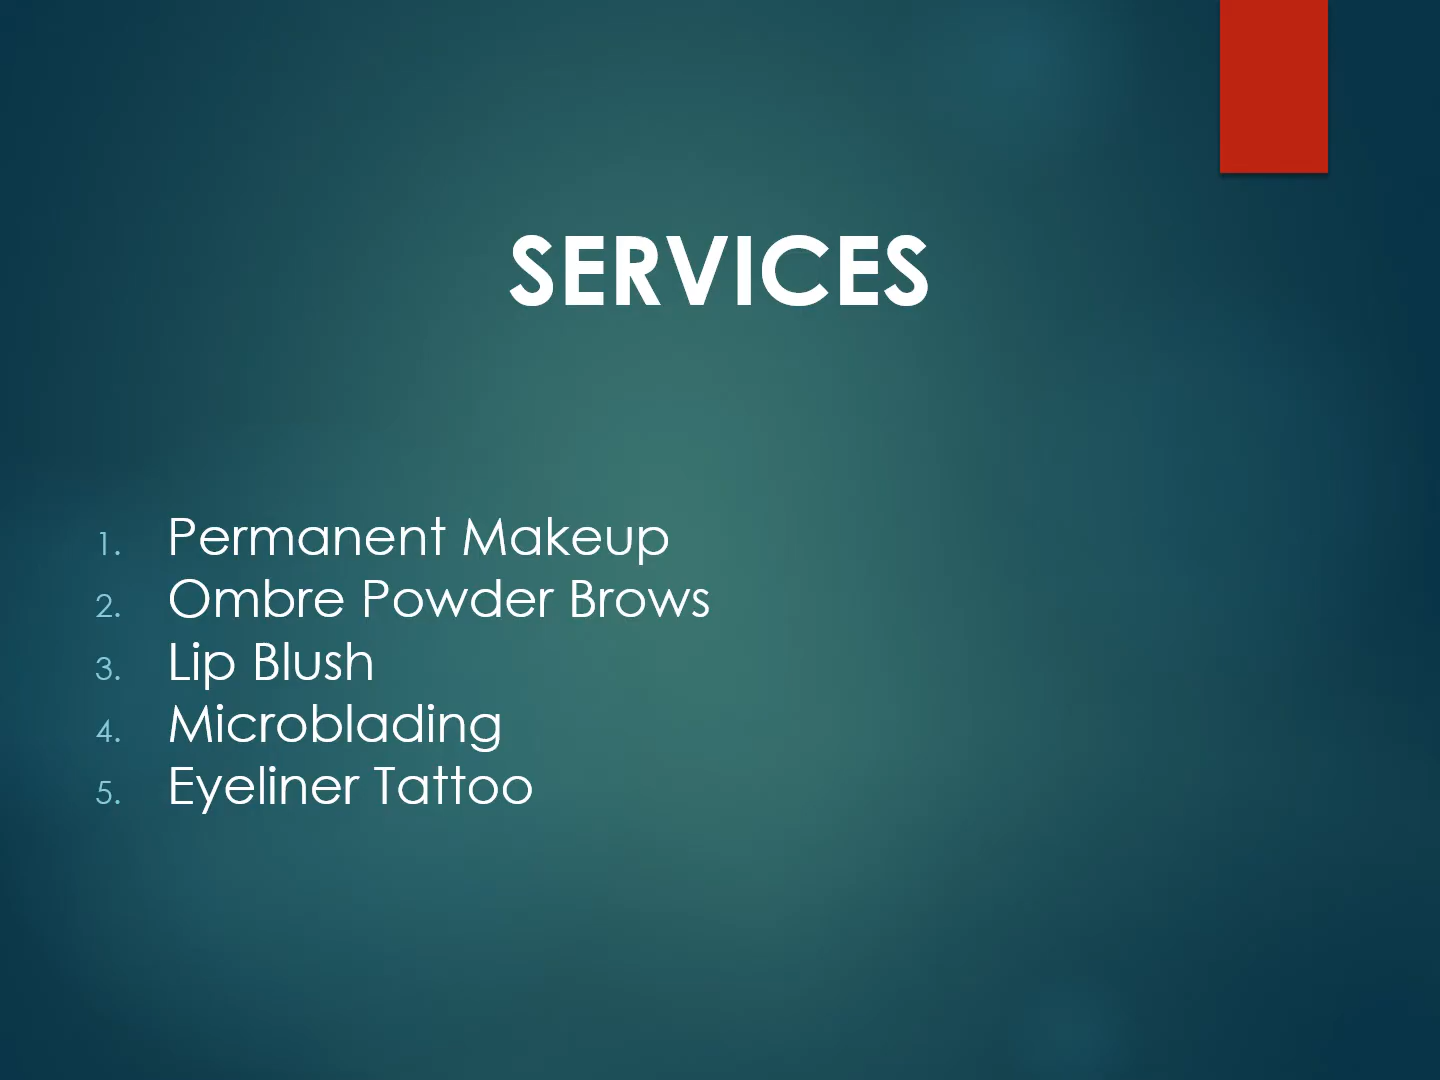 SERVICES
1. Permanent Makeup
2. Ombre Powder Brows
3. Lip Blush
4. Microblading
5. Eyeliner Tattoo